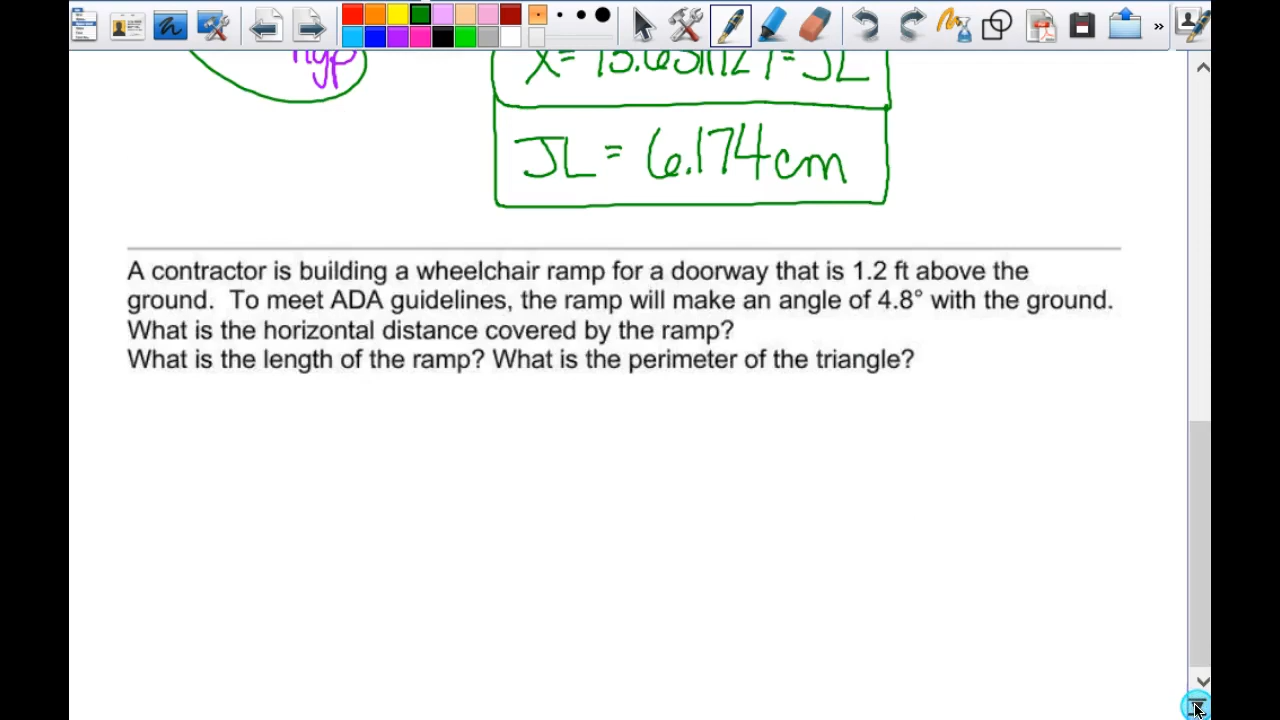 hyp
JL
JL = 6.174cm
A contractor is building a wheelchair ramp for a doorway that is 1.2 ft above the
ground.  To meet ADA guidelines, the ramp will make an angle of 4.8° with the ground.
What is the horizontal distance covered by the ramp?
What is the length of the ramp? What is the perimeter of the triangle?